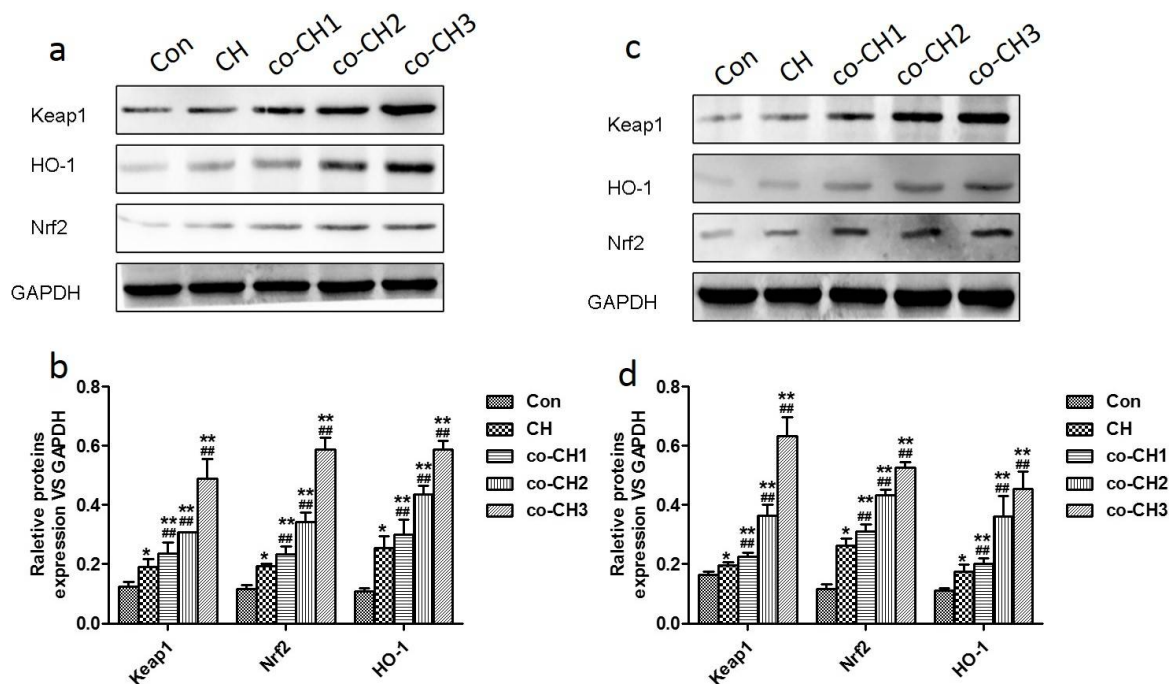 a
Con CH co-CH1 co-CH2 co-CH3
Keap1
HO-1
Nrf2
GAPDH
b
Raletive proteins
expression VS GAPDH
0.8
0.6
0.4
0.2
0.0
* ** ## ** ## ** ##
* ** ## ** ## ** ##
* ** ## ** ## ** ##
Keap1 Nrf2 HO-1
Con
CH
co-CH1
co-CH2
co-CH3
c
Con CH co-CH1 co-CH2 co-CH3
Keap1
HO-1
Nrf2
GAPDH
d
Raletive proteins
expression VS GAPDH
0.8
0.6
0.4
0.2
0.0
* ** ## ** ## ** ##
* ** ## ** ## ** ##
* ** ## ** ## ** ##
Keap1 Nrf2 HO-1
Con
CH
co-CH1
co-CH2
co-CH3